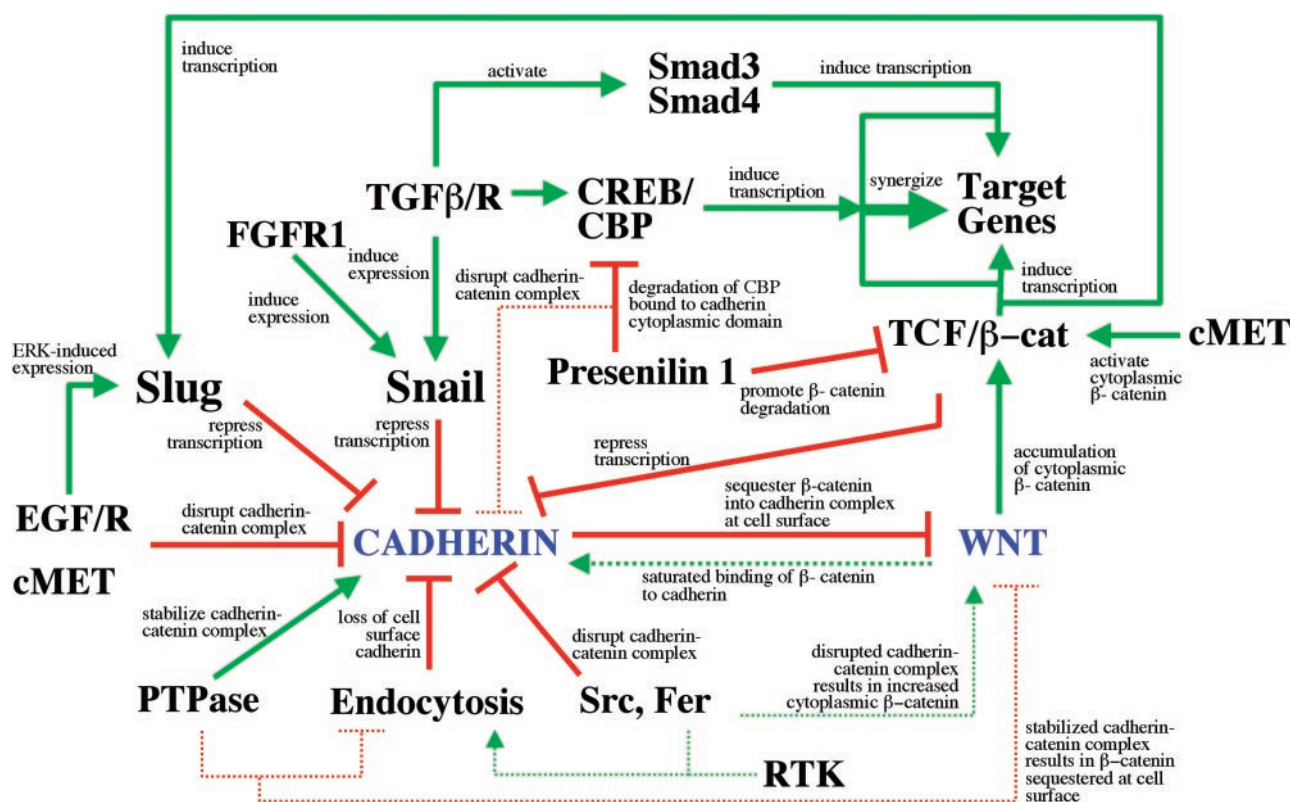 induce
transcription
activate
Smad3
Smad4
induce transcription
TGFβ/R
CREB/
CBP
induce
transcription
synergize
Target
Genes
FGFR1
induce
expression
induce
expression
disrupt cadherin-
catenin complex
degradation of CBP
bound to cadherin
cytoplasmic domain
induce
transcription
TCF/β-cat
cMET
activate
cytoplasmic
β- catenin
ERK-induced
expression
Slug
Snail
Presenilin 1
promote β- catenin
degradation
repress
transcription
repress
transcription
repress
transcription
accumulation
of cytoplasmic
β- catenin
EGF/R
cMET
disrupt cadherin-
catenin complex
CADHERIN
sequester β-catenin
into cadherin complex
at cell surface
WNT
saturated binding of β- catenin
to cadherin
stabilize cadherin-
catenin complex
loss of cell
surface
cadherin
disrupt cadherin-
catenin complex
disrupted cadherin-
catenin complex
results in increased
cytoplasmic β-catenin
PTPase
Endocytosis
Src, Fer
RTK
stabilized cadherin-
catenin complex
results in β-catenin
sequestered at cell
surface